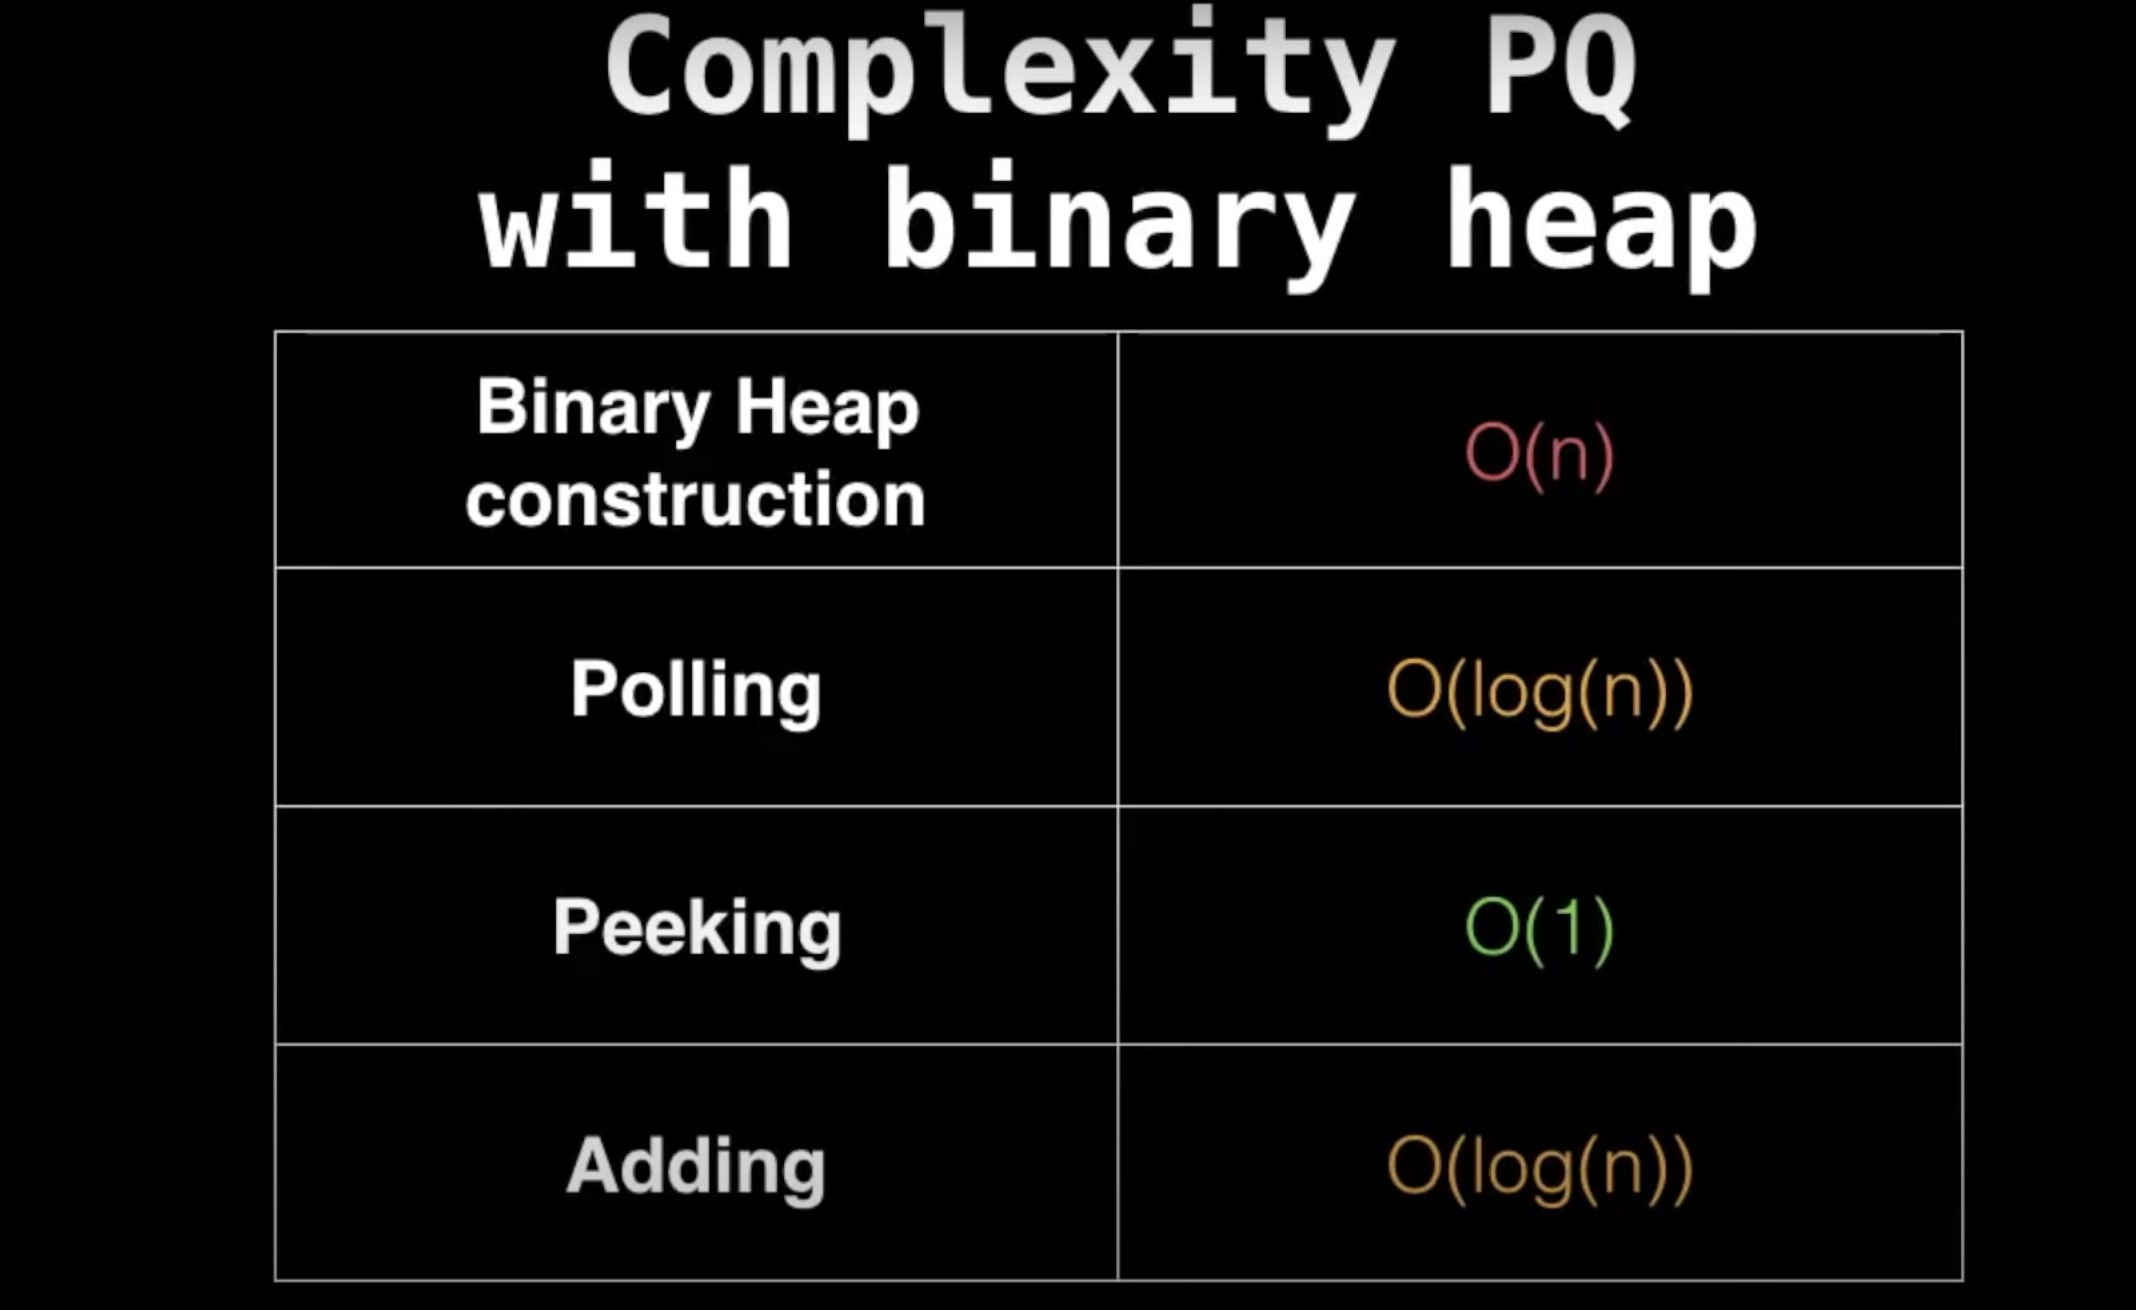 Complexity PQ
with binary heap
Binary Heap
construction
O(n)
Polling
O(log(n))
Peeking
O(1)
Adding
O(log(n))